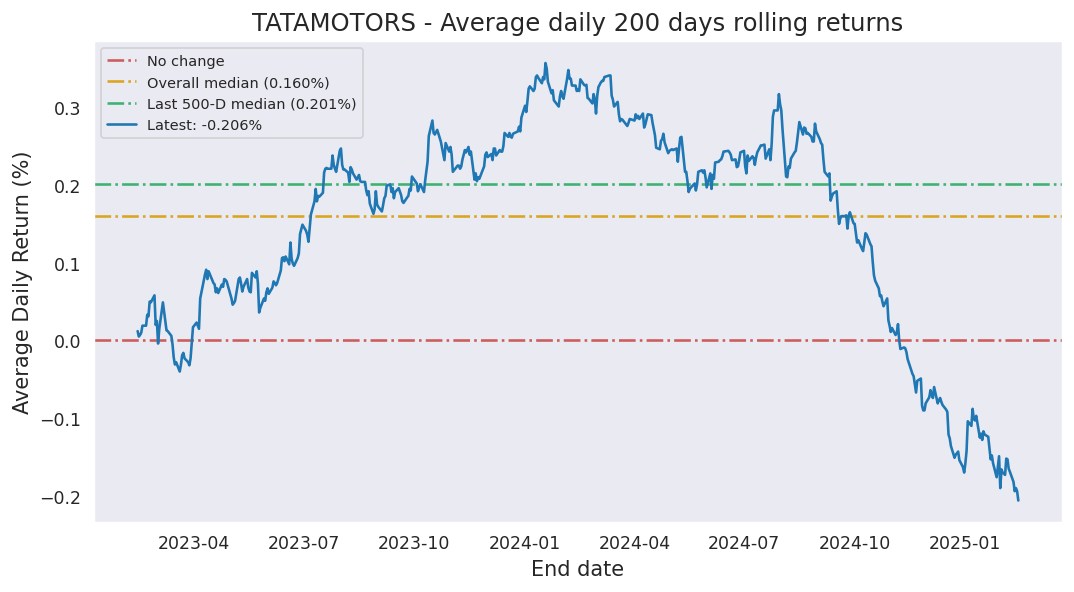 TATAMOTORS - Average daily 200 days rolling returns
No change
Overall median (0.160%)
Last 500-D median (0.201%)
Latest: -0.206%
Average Daily Return (%)
0.3
0.2
0.1
0.0
−0.1
−0.2
2023-04 2023-07 2023-10 2024-01 2024-04 2024-07 2024-10 2025-01
End date